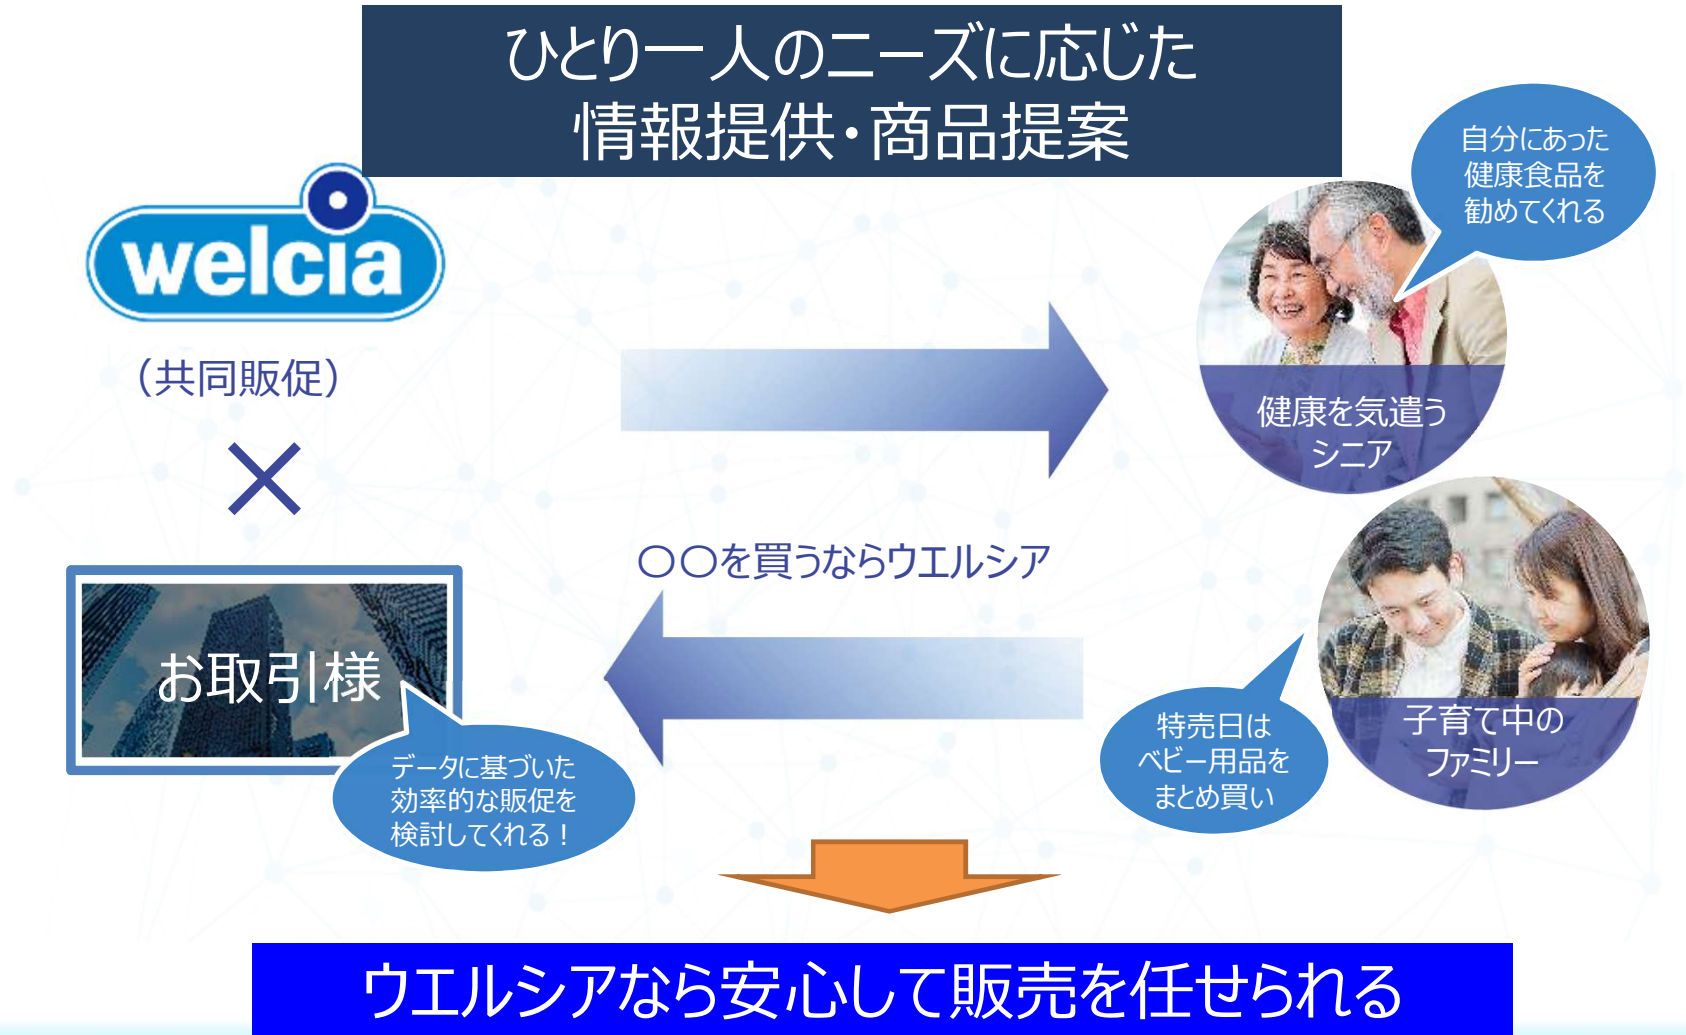 ひとり一人のニーズに応じた
情報提供・商品提案
welcia
（共同販促）
×
お取引様
データに基づいた
効率的な販促を
検討してくれる！
自分にあった
健康食品を
勧めてくれる
健康を気遣う
シニア
〇〇を買うならウエルシア
特売日は
ベビー用品を
まとめ買い
子育て中の
ファミリー
ウエルシアなら安心して販売を任せられる